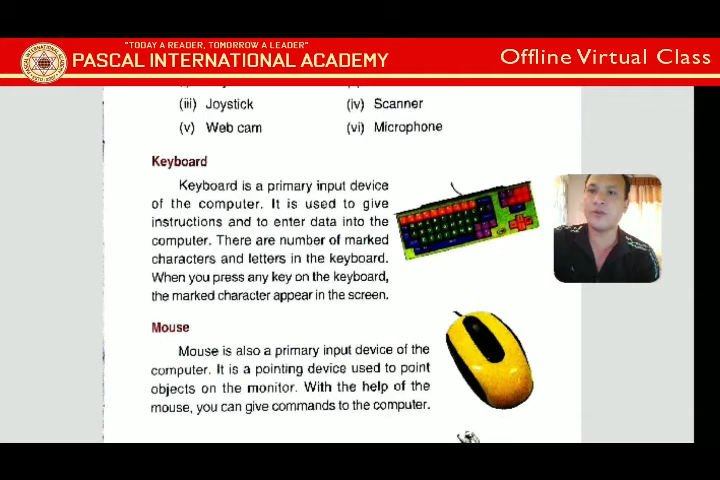 "TODAY A READER, TOMORROW A LEADER"
PASCAL INTERNATIONAL ACADEMY
Offline Virtual Class
(iii) Joystick (iv) Scanner
(v) Web cam (vi) Microphone
Keyboard
Keyboard is a primary input device
of the computer. It is used to give
instructions and to enter data into the
computer. There are number of marked
characters and letters in the keyboard.
When you press any key on the keyboard,
the marked character appear in the screen.
Mouse
Mouse is also a primary input device of the
computer. It is a pointing device used to point
objects on the monitor. With the help of the
mouse, you can give commands to the computer.